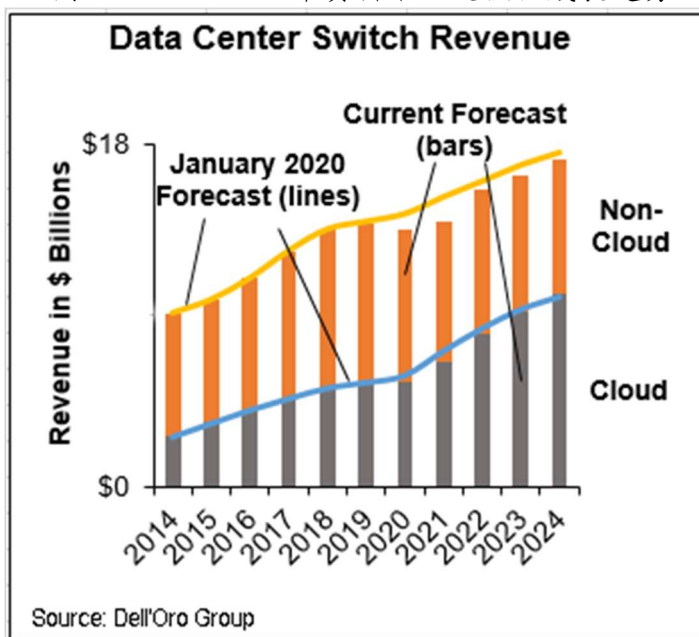 Data Center Switch Revenue
Current Forecast
(bars)
$18
January 2020
Forecast (lines)
Revenue in $ Billions
Non-
Cloud
Cloud
$0
2014
2015
2016
2017
2018
2019
2020
2021
2022
2023
2024
Source: Dell'Oro Group